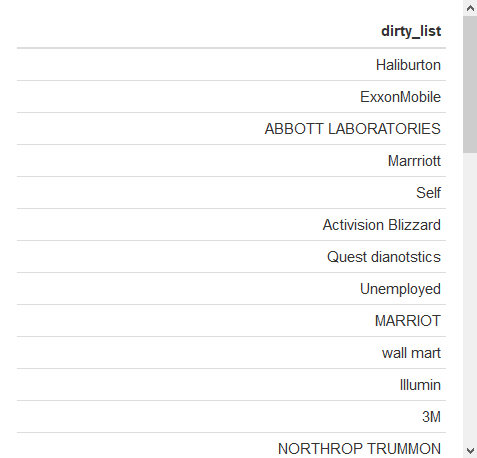 dirty_list
Haliburton
ExxonMobile
ABBOTT LABORATORIES
Marrriott
Self
Activision Blizzard
Quest dianotstics
Unemployed
MARRIOT
wall mart
Illumin
3M
NORTHROP TRUMMON